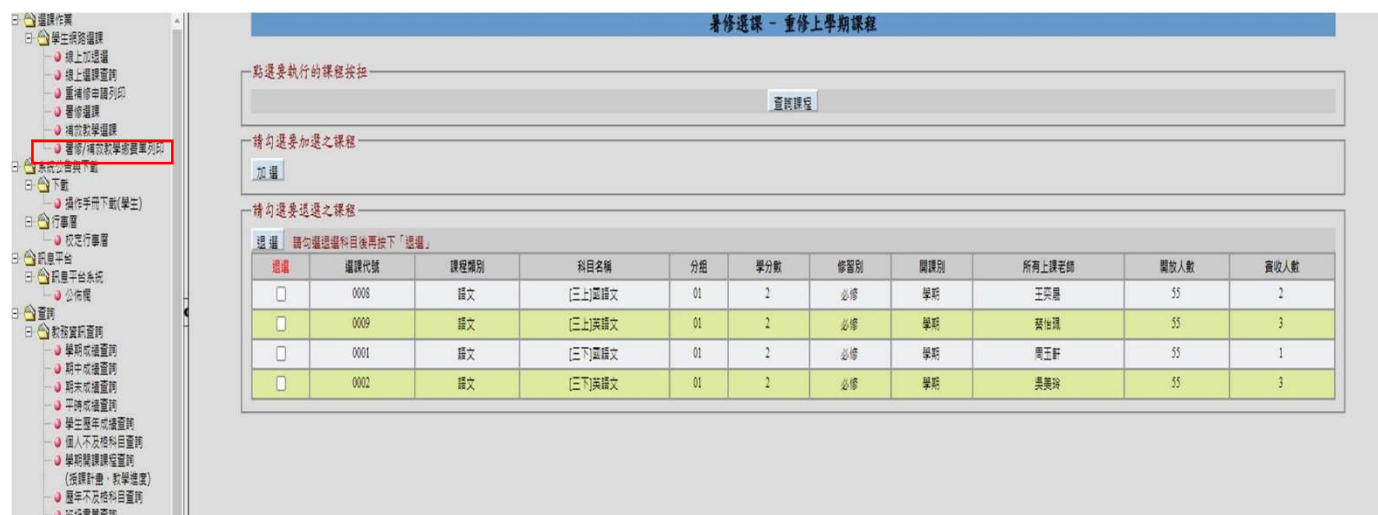 選課作業
學生網路選課
線上加退選
線上選課查詢
重補修申請列印
暑修選課
補救教學選課
暑修/補救教學繳費單列印
系統公告與下載
下載
操作手冊下載(學生)
行事曆
校定行事曆
訊息平台
訊息平台系統
公佈欄
查詢
教務資訊查詢
學期成績查詢
期中成績查詢
期末成績查詢
平時成績查詢
學生歷年成績查詢
個人不及格科目查詢
學期開課課程查詢
(授課計畫、教學進度)
歷年不及格科目查詢
暑修選課 - 重修上學期課程
點選要執行的課程按扭
查詢課程
請勾選要加選之課程
加 選
請勾選要退選之課程
退 選 請勾選退選科目後再按下「退選」
退選 選課代號 課程類別 科目名稱 分組 學分數 修習別 開課別 所有上課老師 開放人數 實收人數
0008 語文 [三上]國語文 01 2 必修 學期 55 2
0009 語文 [三上]英語文 01 2 必修 學期 55 3
0001 語文 [三下]國語文 01 2 必修 學期 周玉軒 55 1
0002 語文 [三下]英語文 01 2 必修 學期 吳美玲 55 3